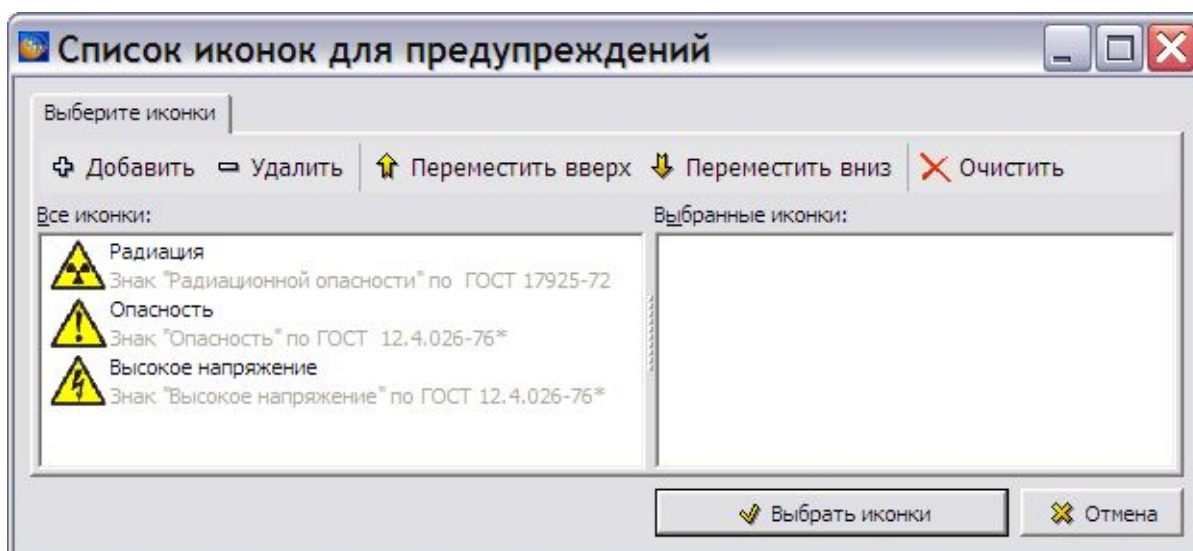 Список иконок для предупреждений
Выберите иконки
Добавить Удалить Переместить вверх Переместить вниз Очистить
Все иконки: Выбранные иконки:
Радиация
Знак "Радиационной опасности" по ГОСТ 17925-72
Опасность
Знак "Опасность" по ГОСТ 12.4.026-76*
Высокое напряжение
Знак "Высокое напряжение" по ГОСТ 12.4.026-76*
Выбрать иконки Отмена